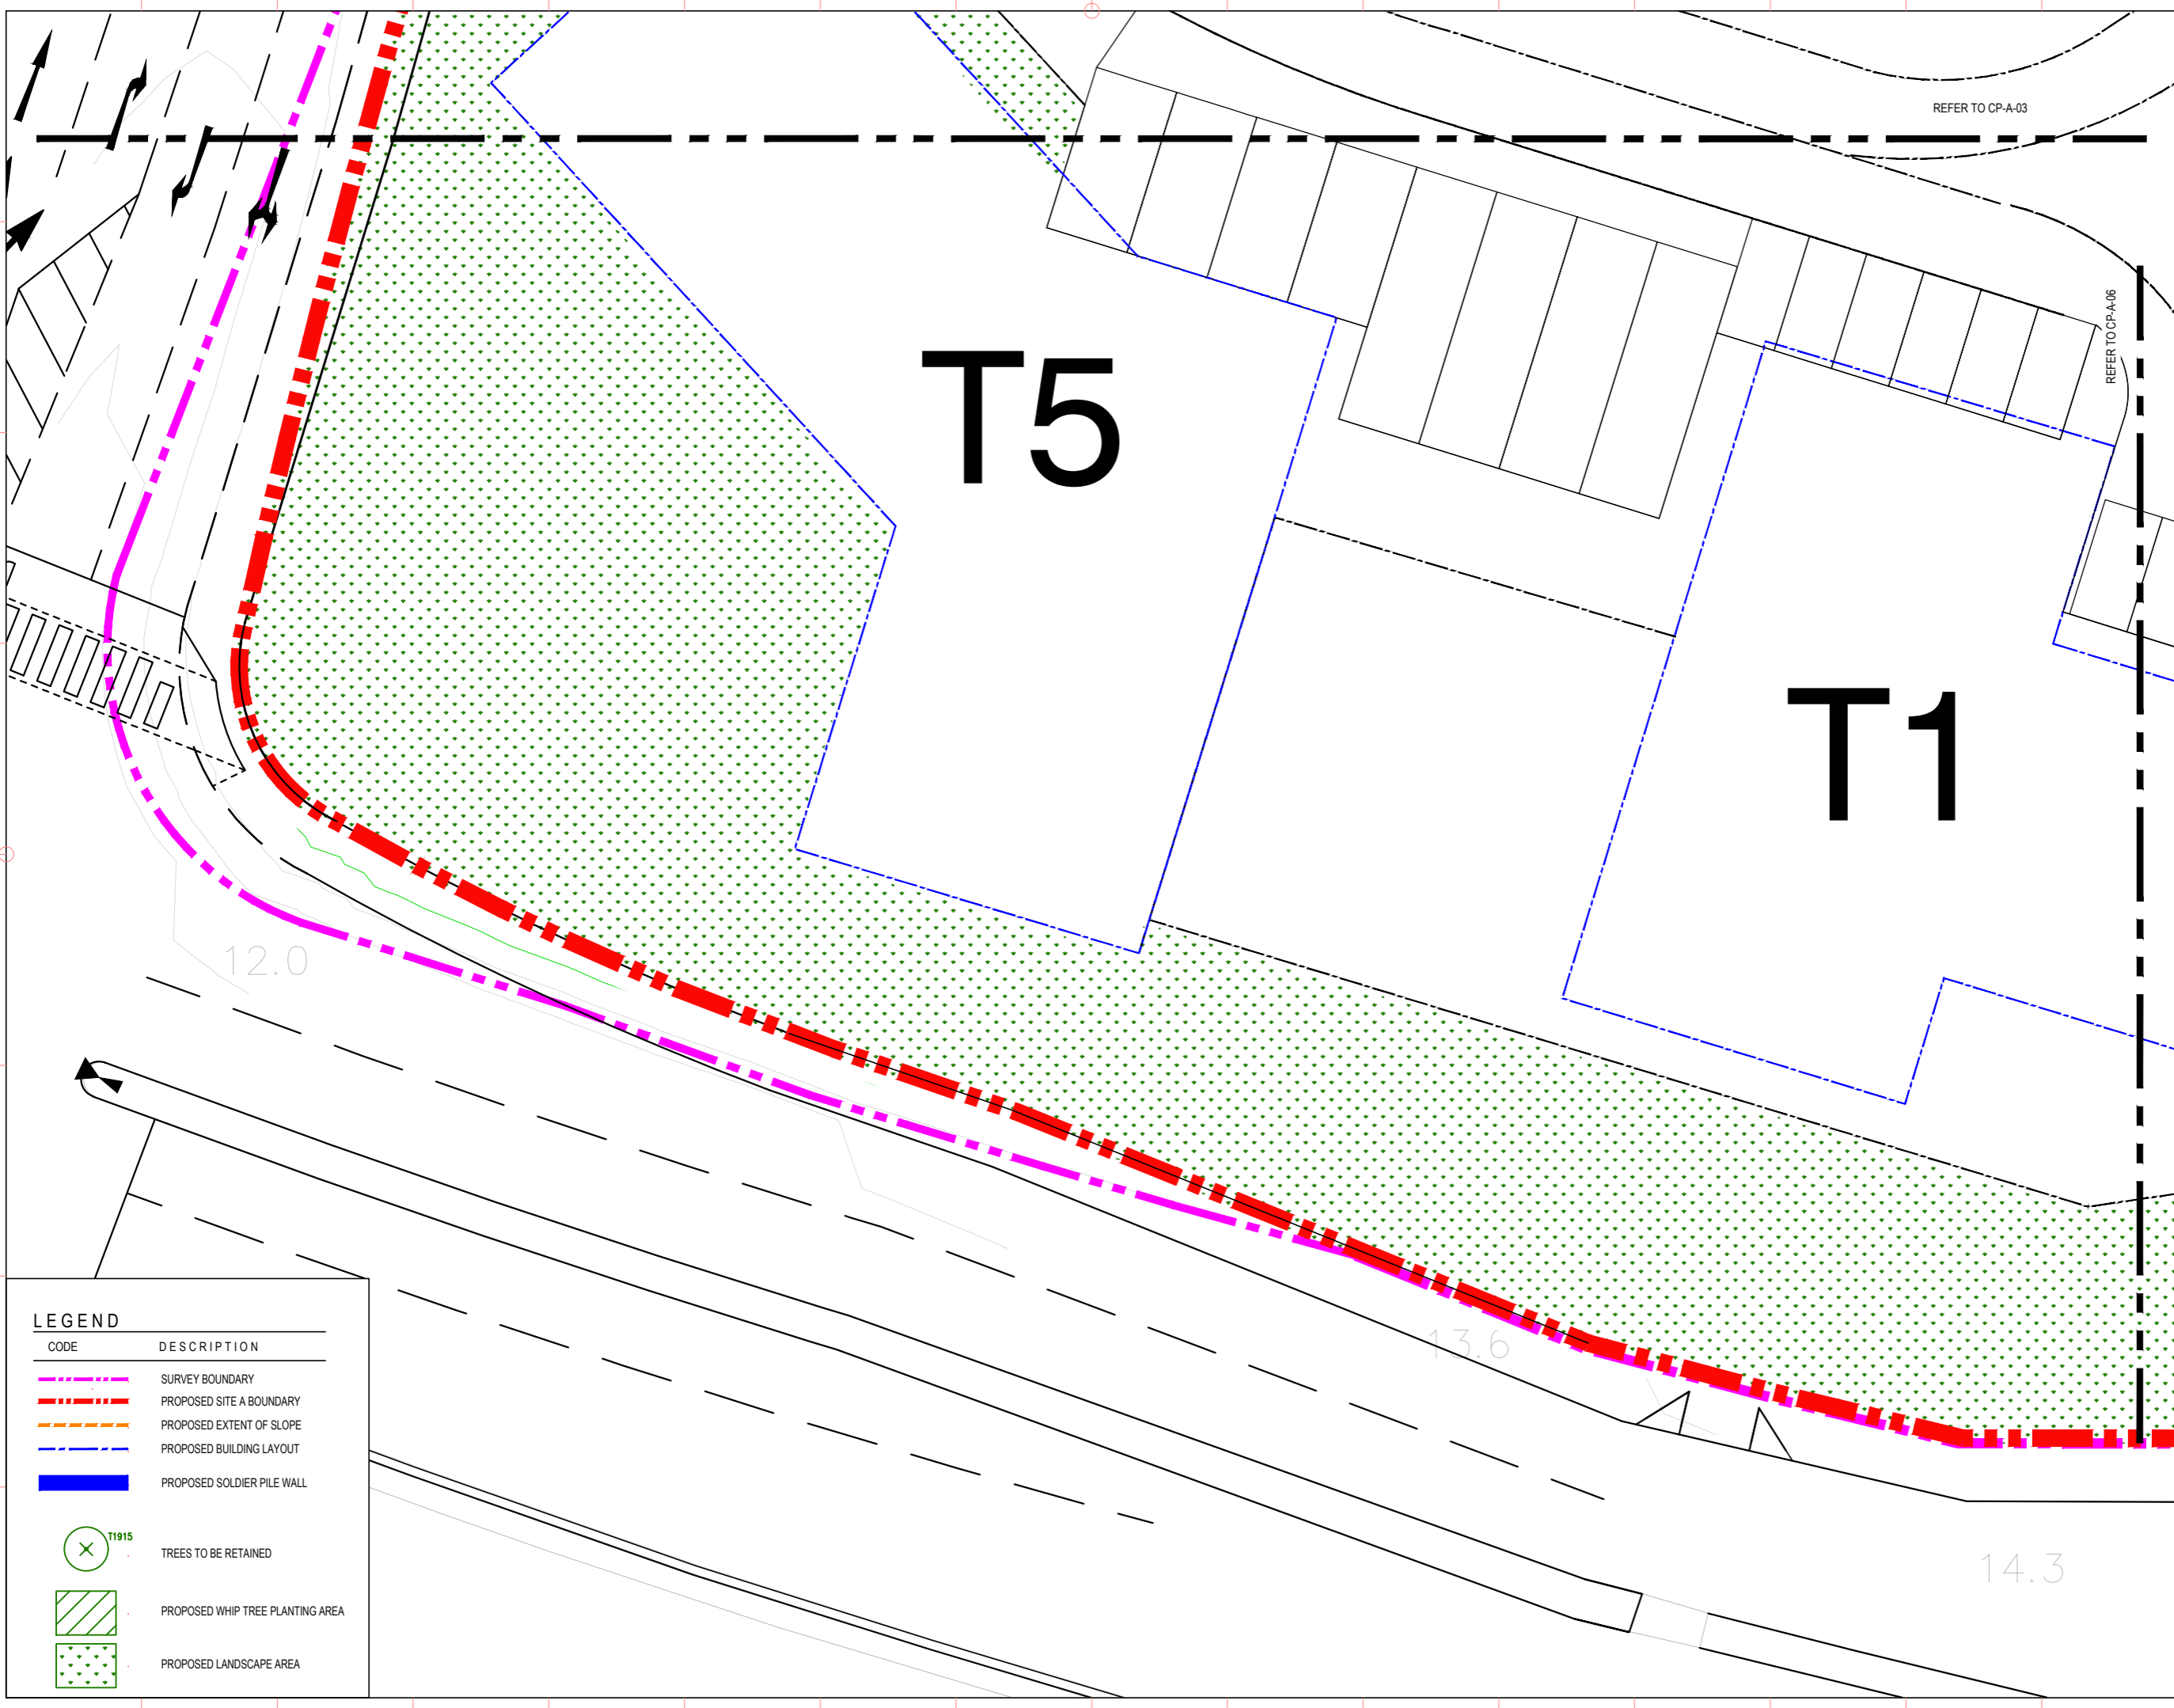 REFER TO CP-A-03
REFER TO CP-A-06
T5
T1
12.0
13.6
14.3
LEGEND
CODE DESCRIPTION
SURVEY BOUNDARY
PROPOSED SITE A BOUNDARY
PROPOSED EXTENT OF SLOPE
PROPOSED BUILDING LAYOUT
PROPOSED SOLDIER PILE WALL
T1915
TREES TO BE RETAINED
PROPOSED WHIP TREE PLANTING AREA
PROPOSED LANDSCAPE AREA